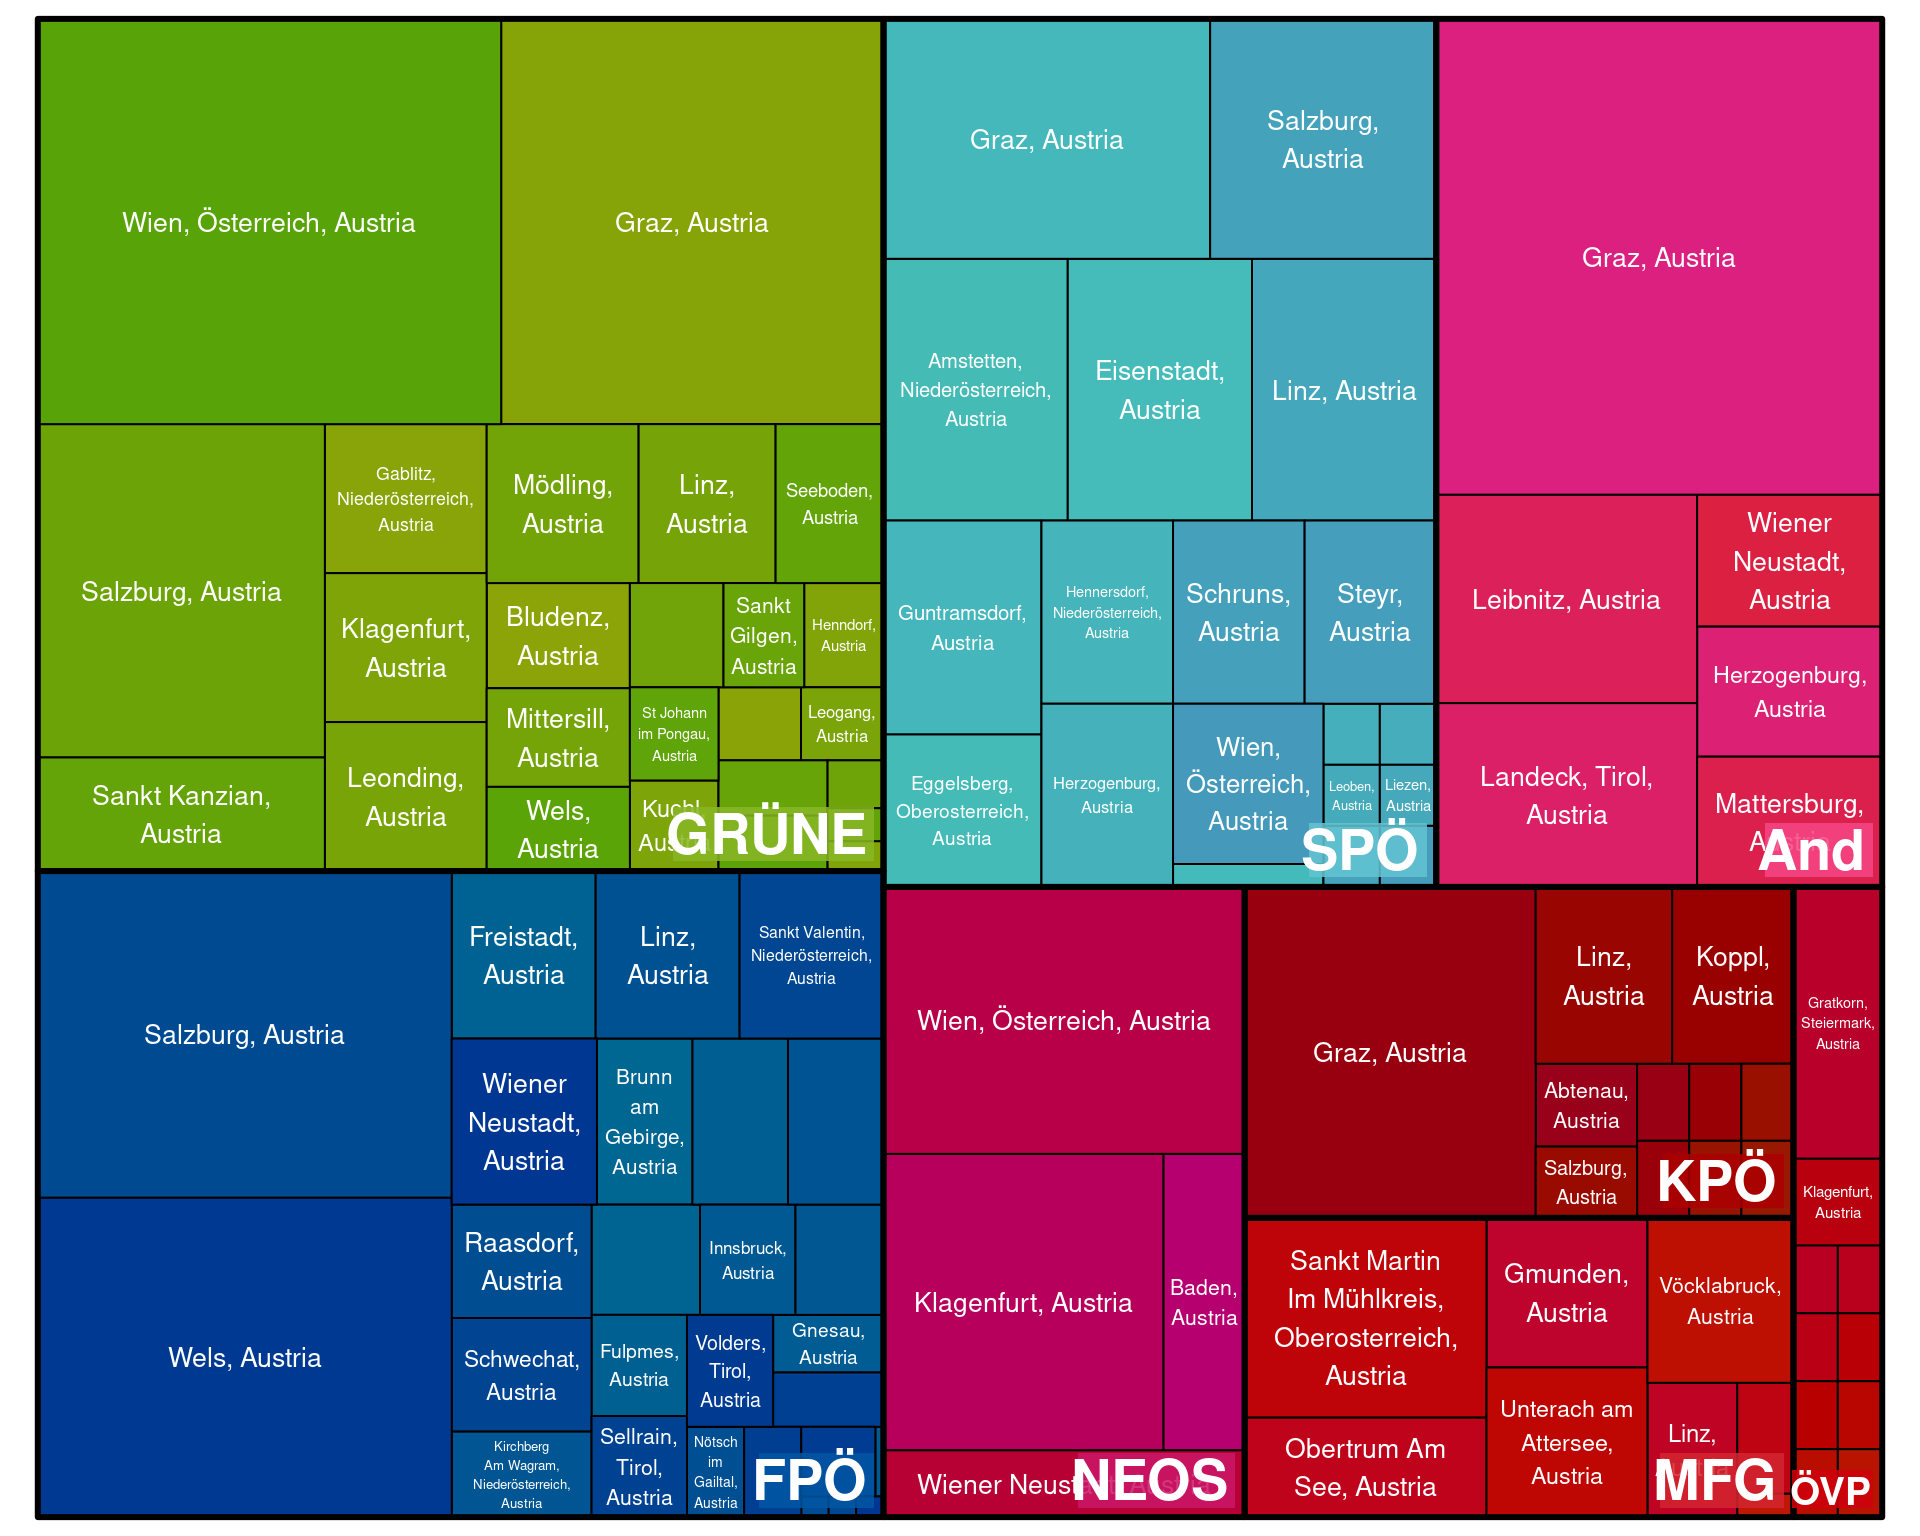 Wien, Österreich, Austria
Graz, Austria
Salzburg, Austria
Sankt Kanzian,
Austria
Gablitz,
Niederösterreich,
Austria
Klagenfurt,
Austria
Leonding,
Austria
Mödling,
Austria
Linz,
Austria
Seeboden,
Austria
Bludenz,
Austria
Mittersill,
Austria
Wels,
Austria
Sankt
Gilgen,
Austria
Henndorf,
Austria
St Johann
im Pongau,
Austria
Leogang,
Austria
Kuchl,
Austria
GRÜNE
Graz, Austria
Salzburg,
Austria
Amstetten,
Niederösterreich,
Austria
Eisenstadt,
Austria
Linz, Austria
Guntramsdorf,
Austria
Eggelsberg,
Oberosterreich,
Austria
Hennersdorf,
Niederösterreich,
Austria
Herzogenburg,
Austria
Schruns,
Austria
Steyr,
Austria
Wien,
Österreich,
Austria
Leoben,
Austria
Liezen,
Austria
SPÖ
Graz, Austria
Leibnitz, Austria
Landeck, Tirol,
Austria
Wiener
Neustadt,
Austria
Herzogenburg,
Austria
Mattersburg,
Austria
And
Salzburg, Austria
Wels, Austria
Freistadt,
Austria
Linz,
Austria
Sankt Valentin,
Niederösterreich,
Austria
Wiener
Neustadt,
Austria
Brunn
am
Gebirge,
Austria
Raasdorf,
Austria
Innsbruck,
Austria
Schwechat,
Austria
Kirchberg
Am Wagram,
Niederösterreich,
Austria
Fulpmes,
Austria
Sellrain,
Tirol,
Austria
Volders,
Tirol,
Austria
Gnesau,
Austria
Nötsch
im
Gailtal,
Austria
FPÖ
Wien, Österreich, Austria
Klagenfurt, Austria
Baden,
Austria
Wiener Neustadt, Austria
NEOS
Graz, Austria
Linz,
Austria
Koppl,
Austria
Abtenau,
Austria
Salzburg,
Austria
KPÖ
Sankt Martin
Im Mühlkreis,
Oberosterreich,
Austria
Obertrum Am
See, Austria
Gmunden,
Austria
Unterach am
Attersee,
Austria
Vöcklabruck,
Austria
Linz,
Austria
MFG
Gratkorn,
Steiermark,
Austria
Klagenfurt,
Austria
ÖVP